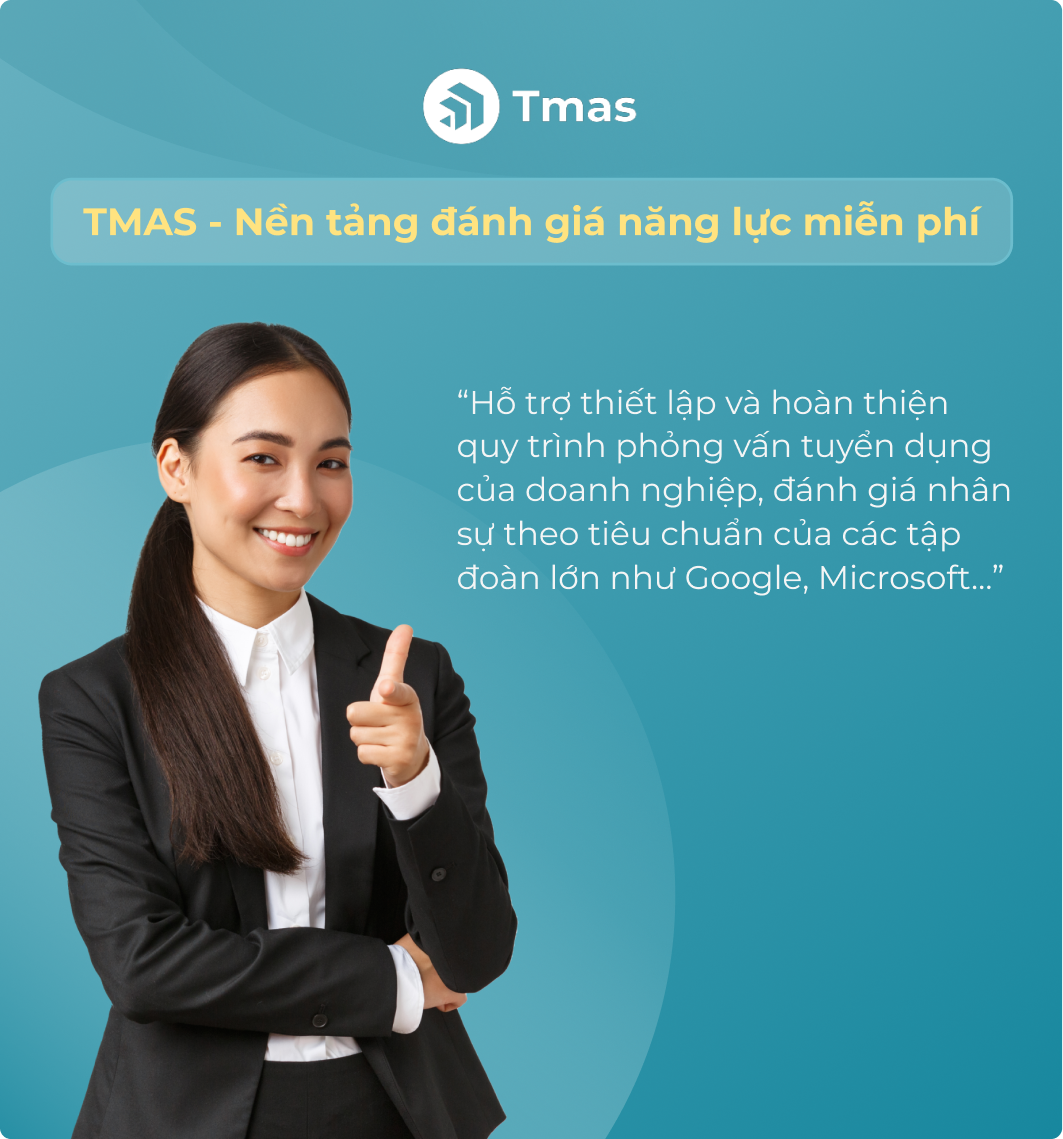 Tmas
TMAS - Nền tảng đánh giá năng lực miễn phí
“Hỗ trợ thiết lập và hoàn thiện
quy trình phỏng vấn tuyển dụng
của doanh nghiệp, đánh giá nhân
sự theo tiêu chuẩn của các tập
đoàn lớn như Google, Microsoft...”